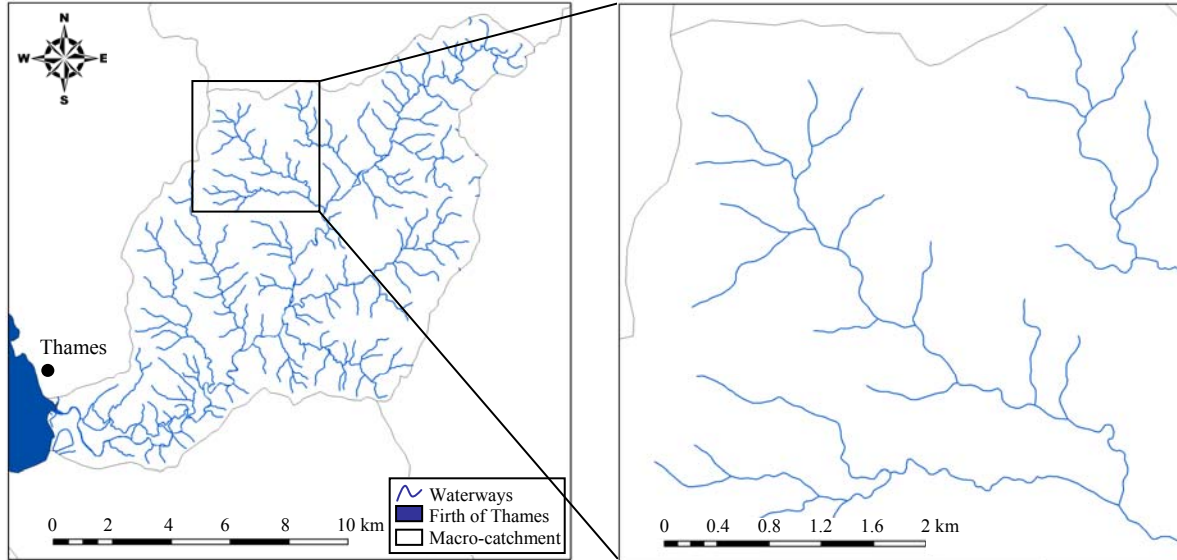 N
W E
S
Thames
Waterways
Firth of Thames
Macro-catchment
0 2 4 6 8 10 km
0 0.4 0.8 1.2 1.6 2 km